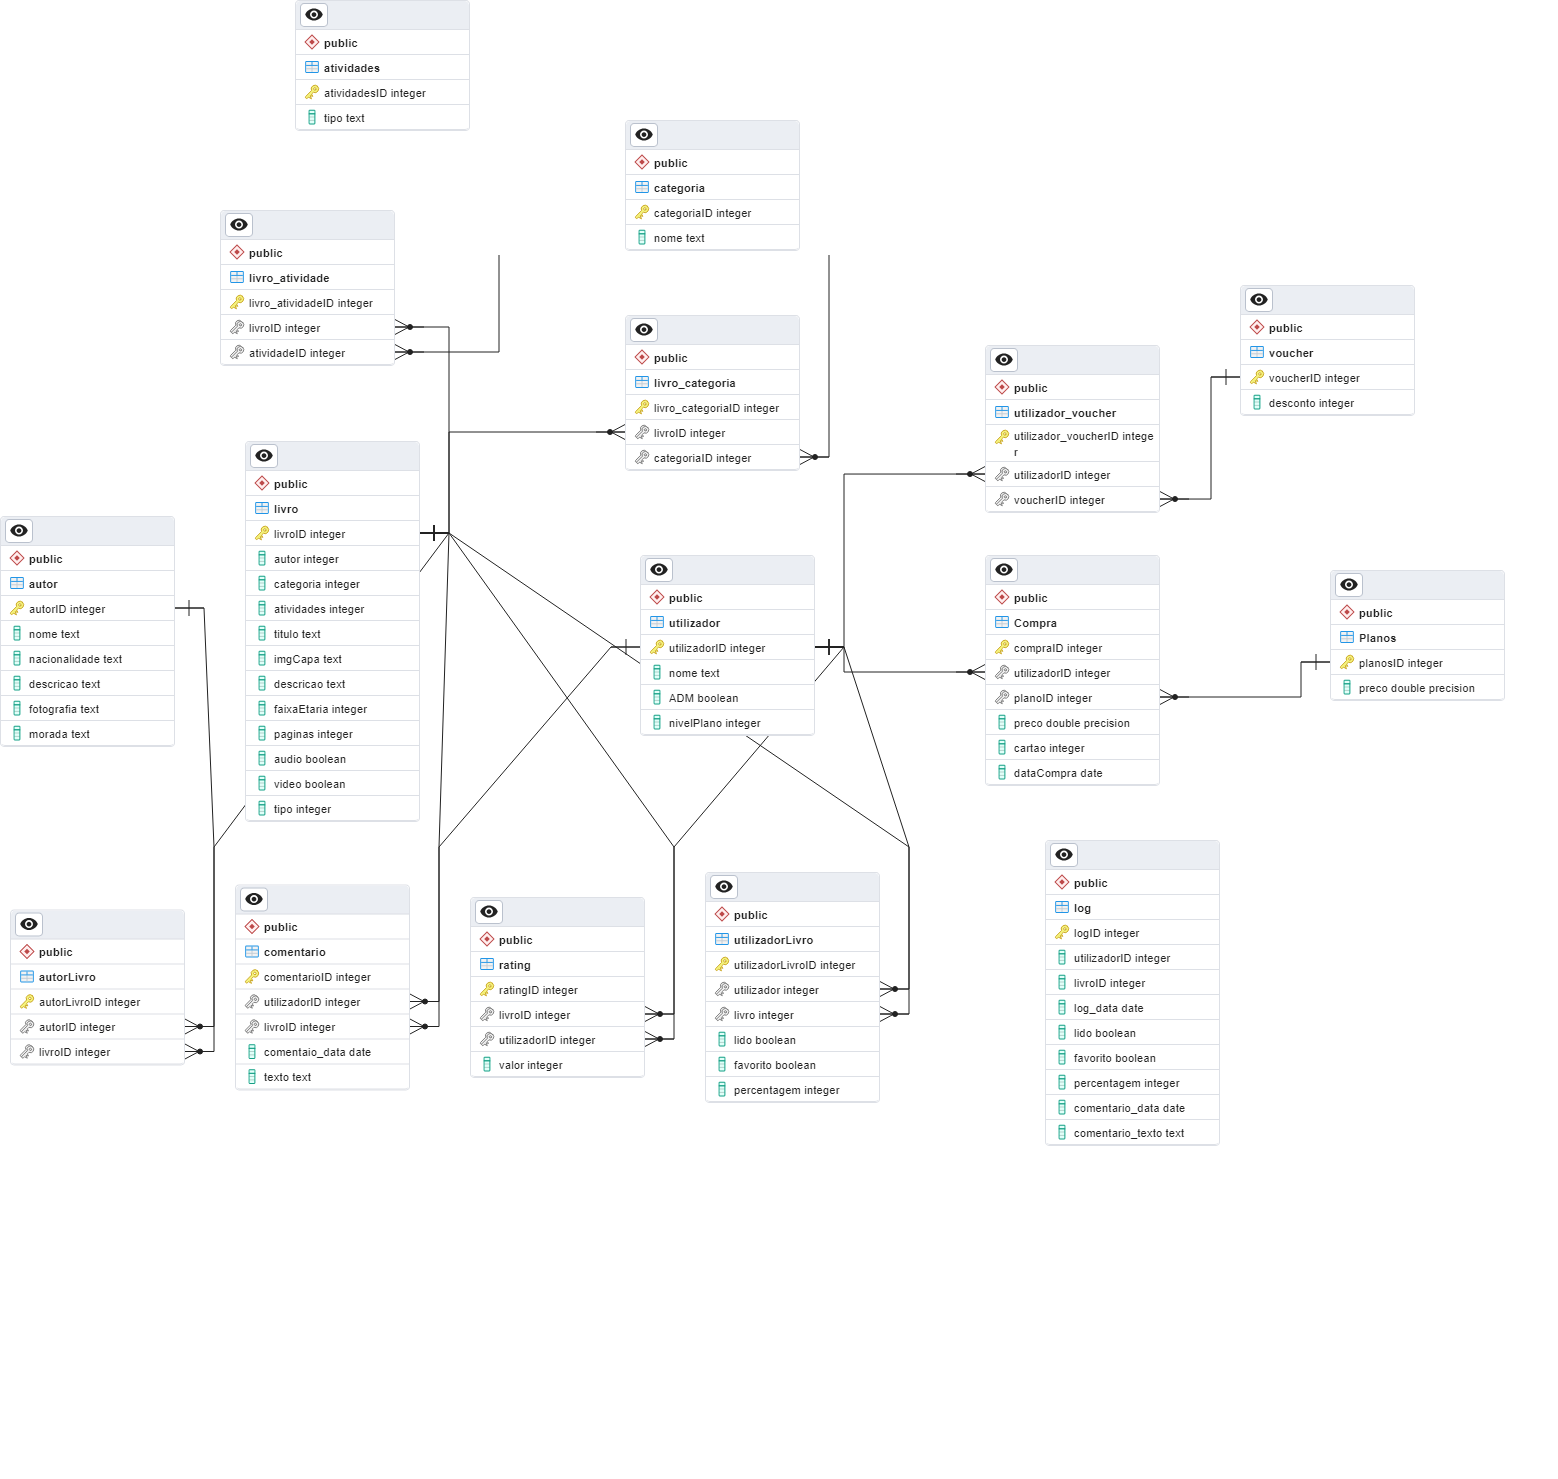 public
atividades
atividadesID integer
tipo text
public
categoria
categoriaID integer
nome text
public
livro_atividade
livro_atividadeID integer
livroID integer
atividadeID integer
public
voucher
voucherID integer
desconto integer
public
livro_categoria
livro_categoriaID integer
livroID integer
categoriaID integer
public
utilizador_voucher
utilizador_voucherID intege
r
utilizadorID integer
voucherID integer
public
livro
livroID integer
autor integer
categoria integer
atividades integer
titulo text
imgCapa text
descricao text
faixaEtaria integer
paginas integer
audio boolean
video boolean
tipo integer
public
autor
autorID integer
nome text
nacionalidade text
descricao text
fotografia text
morada text
public
utilizador
utilizadorID integer
nome text
ADM boolean
nivelPlano integer
public
Compra
compraID integer
utilizadorID integer
planoID integer
preco double precision
cartao integer
dataCompra date
public
Planos
planosID integer
preco double precision
public
autorLivro
autorLivroID integer
autorID integer
livroID integer
public
comentario
comentarioID integer
utilizadorID integer
livroID integer
comentaio_data date
texto text
public
rating
ratingID integer
livroID integer
utilizadorID integer
valor integer
public
utilizadorLivro
utilizadorLivroID integer
utilizador integer
livro integer
lido boolean
favorito boolean
percentagem integer
public
log
logID integer
utilizadorID integer
livroID integer
log_data date
lido boolean
favorito boolean
percentagem integer
comentario_data date
comentario_texto text